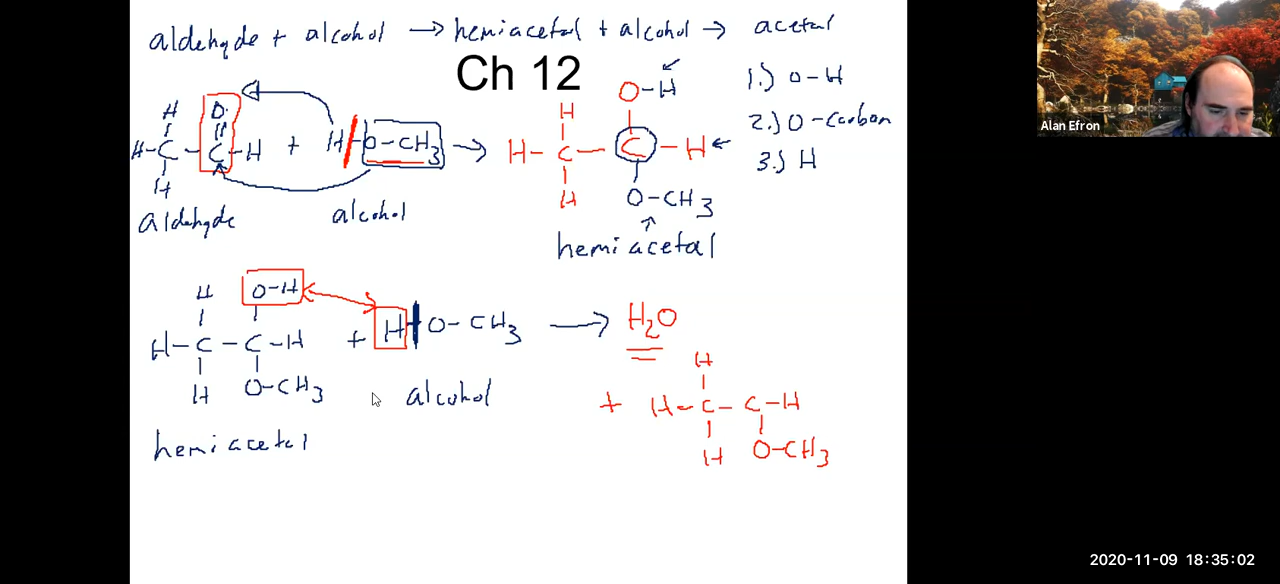 aldehyde + alcohol → hemiacetal + alcohol → acetal
Ch 12
H O O-H 1.) O-H
H H-O-CH3 → H 2.) O-Carbon
H-C-C-H + H-C-C-H 3.) H
H H O-CH3
aldehyde alcohol hemiacetal
Alan Efron
H O-H
H-C-C-H + H-O-CH3 → H2O
H O-CH3 alcohol
hemiacetal
H
+ H-C-C-H
H O-CH3
2020-11-09 18:35:02